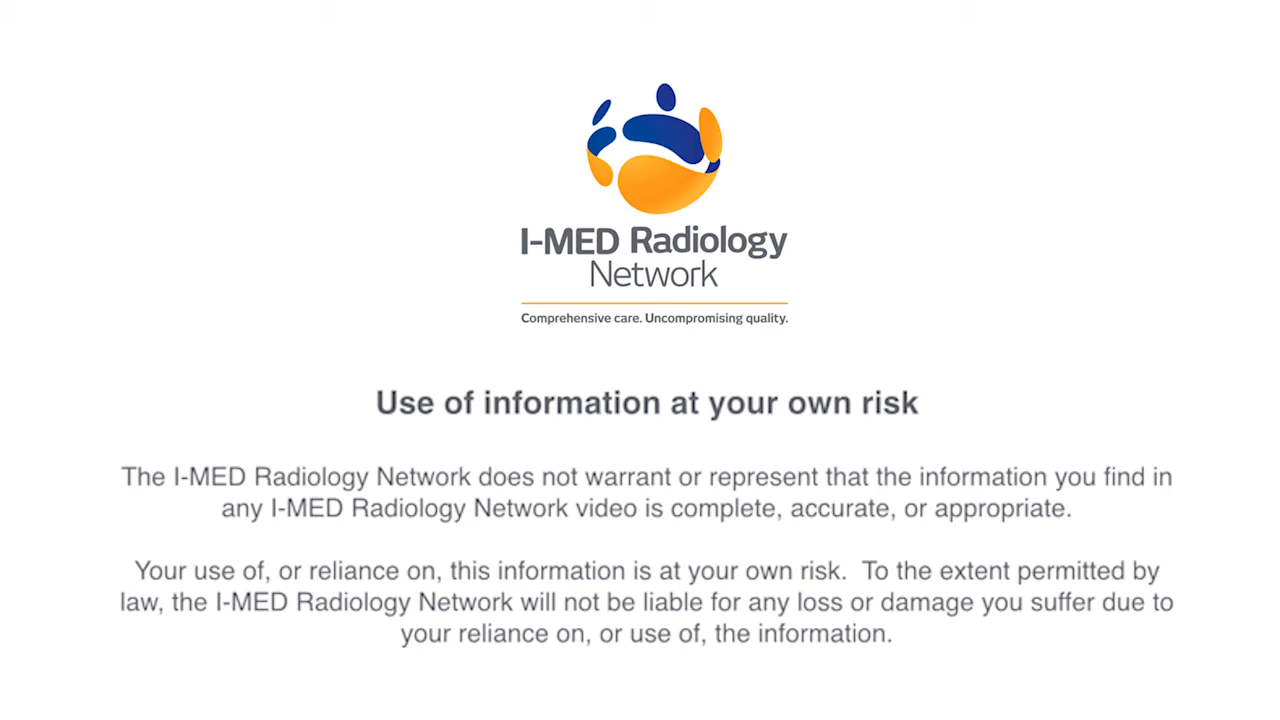 I-MED Radiology
Network
Comprehensive care. Uncompromising quality.
Use of information at your own risk
The I-MED Radiology Network does not warrant or represent that the information you find in
any I-MED Radiology Network video is complete, accurate, or appropriate.
Your use of, or reliance on, this information is at your own risk.  To the extent permitted by
law, the I-MED Radiology Network will not be liable for any loss or damage you suffer due to
your reliance on, or use of, the information.